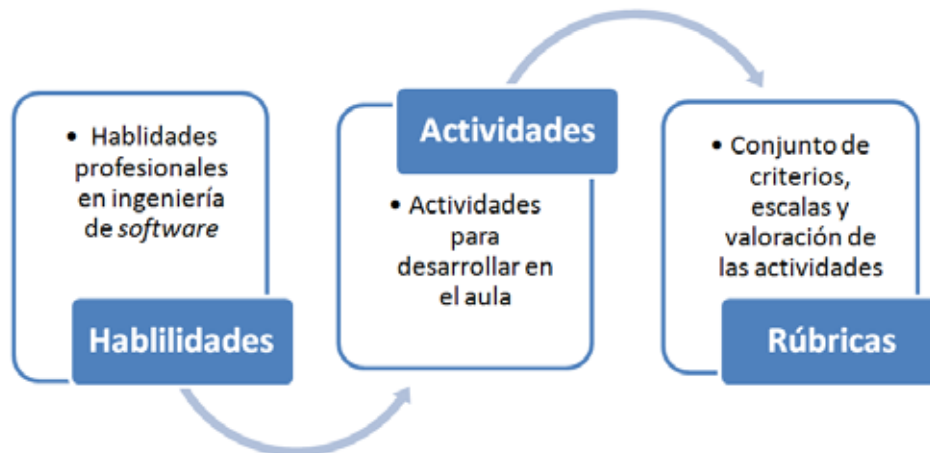 • Hablidades
profesionales
en ingeniería
de software
Hablilidades
Actividades
• Actividades
para
desarrollar en
el aula
• Conjunto de
criterios,
escalas y
valoración de
las actividades
Rúbricas